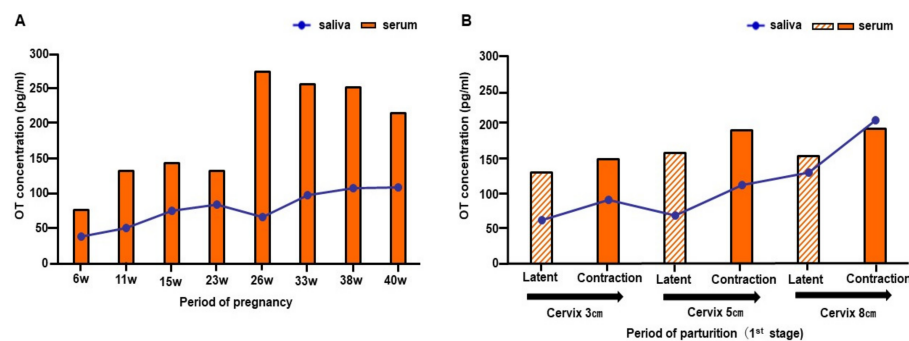 A
saliva serum
OT concentration (pg/ml)
300
250
200
150
100
50
0
6w 11w 15w 23w 26w 33w 38w 40w
Period of pregnancy
B
saliva serum
OT concentration (pg/ml)
300
250
200
150
100
50
0
Latent Contraction Latent Contraction Latent Contraction
Cervix 3㎝ Cervix 5㎝ Cervix 8㎝
Period of parturition（1st stage)